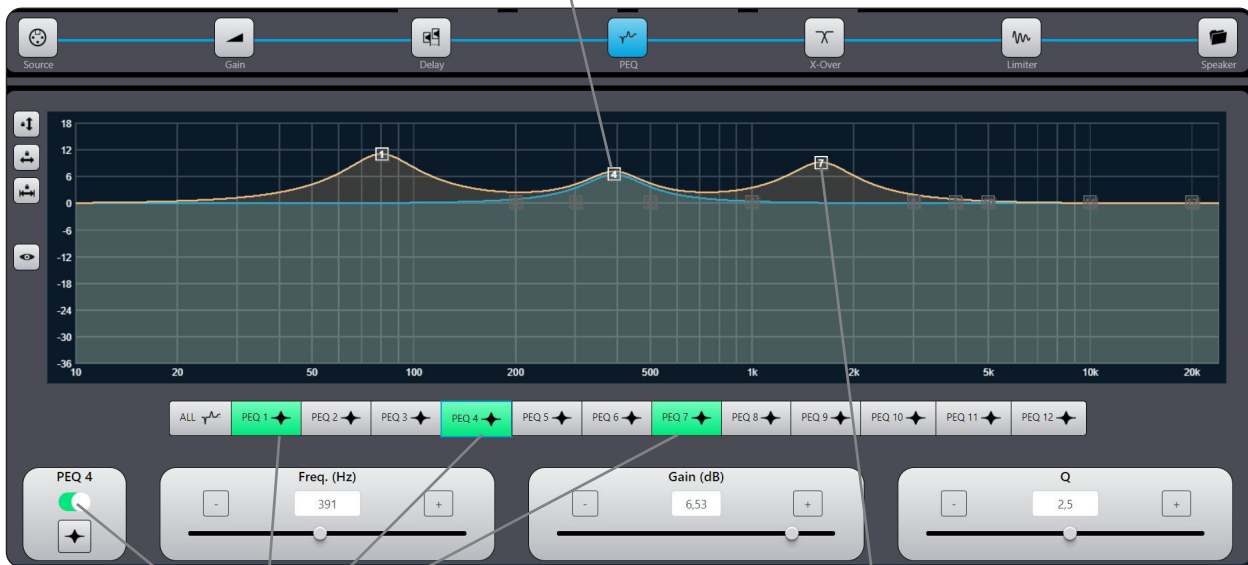 Source Gain Delay PEQ X-Over Limiter Speaker
18
12
1
7
6
4
0
-6
-12
-18
-24
-30
-36
10 20 50 100 200 500 1k 2k 5k 10k 20k
ALL PEQ 1 PEQ 2 PEQ 3 PEQ 4 PEQ 5 PEQ 6 PEQ 7 PEQ 8 PEQ 9 PEQ 10 PEQ 11 PEQ 12
PEQ 4 Freq. (Hz) Gain (dB) Q
- 391 + - 6,53 + - 2,5 +